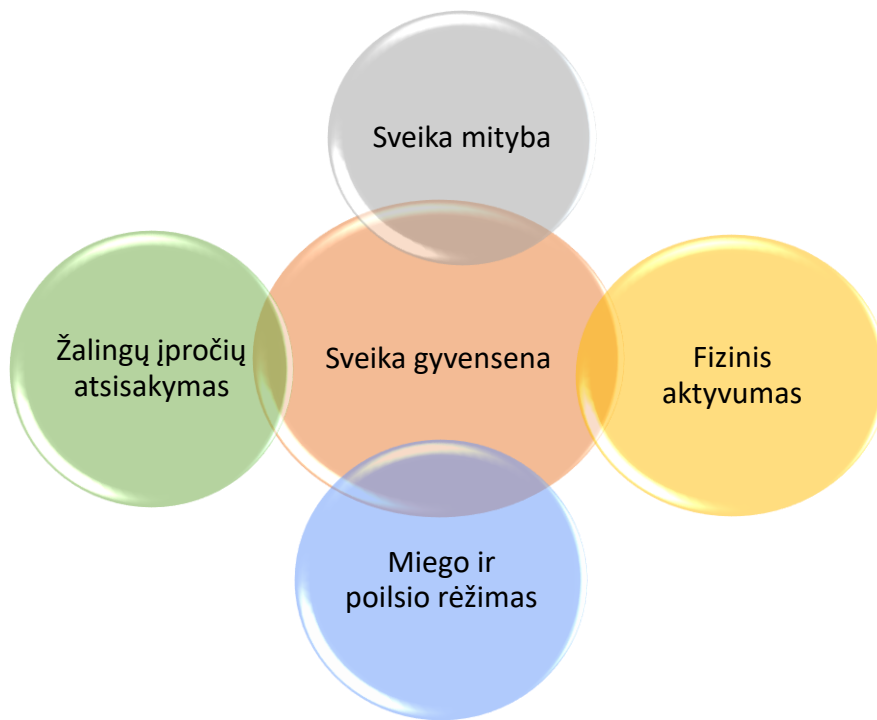 Sveika mityba
Žalingų įpročių
atsisakymas
Sveika gyvensena
Fizinis
aktyvumas
Miego ir
poilsio rėžimas